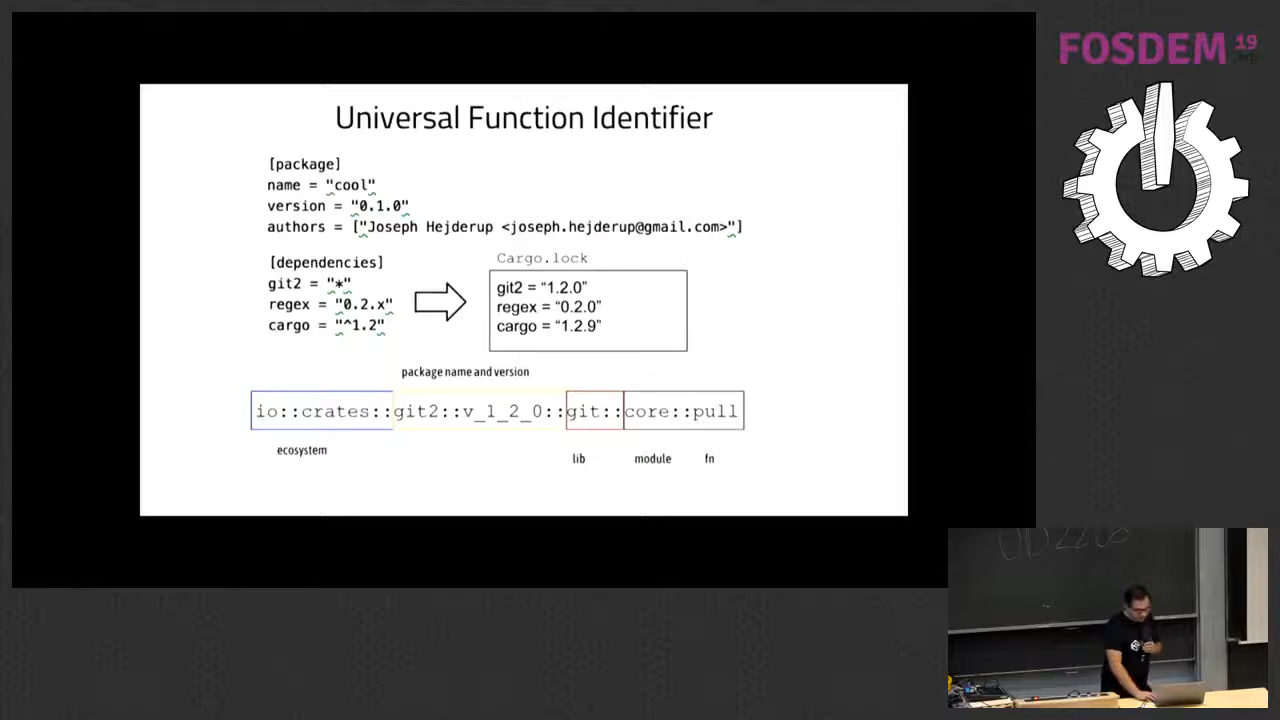 FOSDEM 19
.org
Universal Function Identifier
[package]
name = "cool"
version = "0.1.0"
authors = ["Joseph Hejderup <joseph.hejderup@gmail.com>"]
[dependencies]
git2 = "*"
regex = "0.2.x"
cargo = "^1.2"
Cargo.lock
git2 = “1.2.0”
regex = “0.2.0”
cargo = “1.2.9”
package name and version
io::crates::git2::v_1_2_0::git::core::pull
ecosystem
lib
module
fn